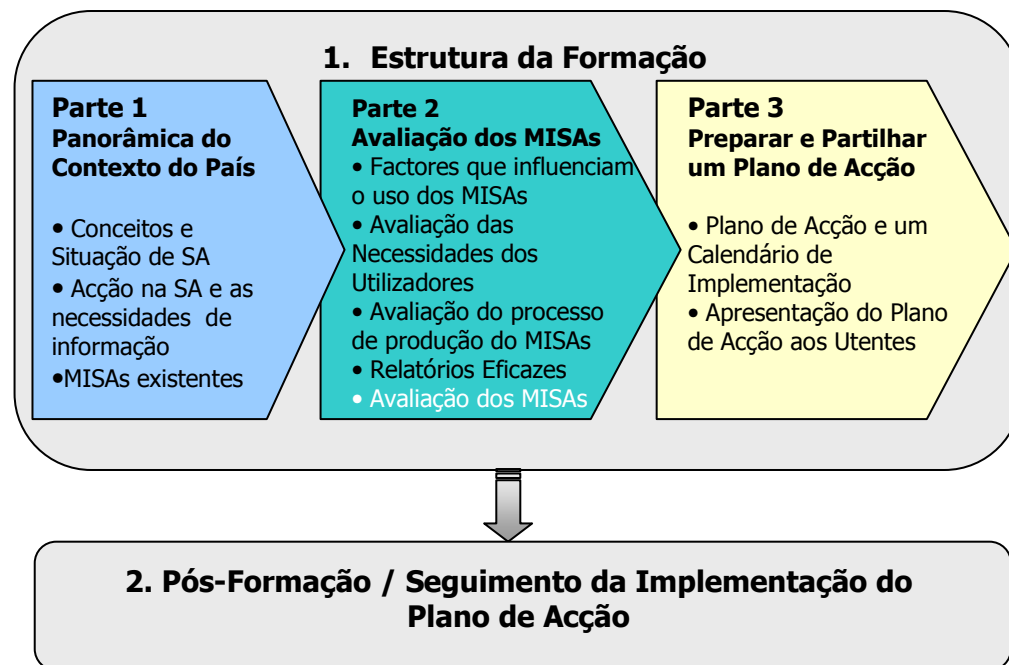 1. Estrutura da Formação
Parte 1
Panorâmica do
Contexto do País
• Conceitos e
Situação de SA
• Acção na SA e as
necessidades de
informação
•MISAs existentes
Parte 2
Avaliação dos MISAs
• Factores que influenciam
o uso dos MISAs
• Avaliação das
Necessidades dos
Utilizadores
• Avaliação do processo
de produção do MISAs
• Relatórios Eficazes
• Avaliação dos MISAs
Parte 3
Preparar e Partilhar
um Plano de Acção
• Plano de Acção e um
Calendário de
Implementação
• Apresentação do Plano
de Acção aos Utentes
2. Pós-Formação / Seguimento da Implementação do
Plano de Acção